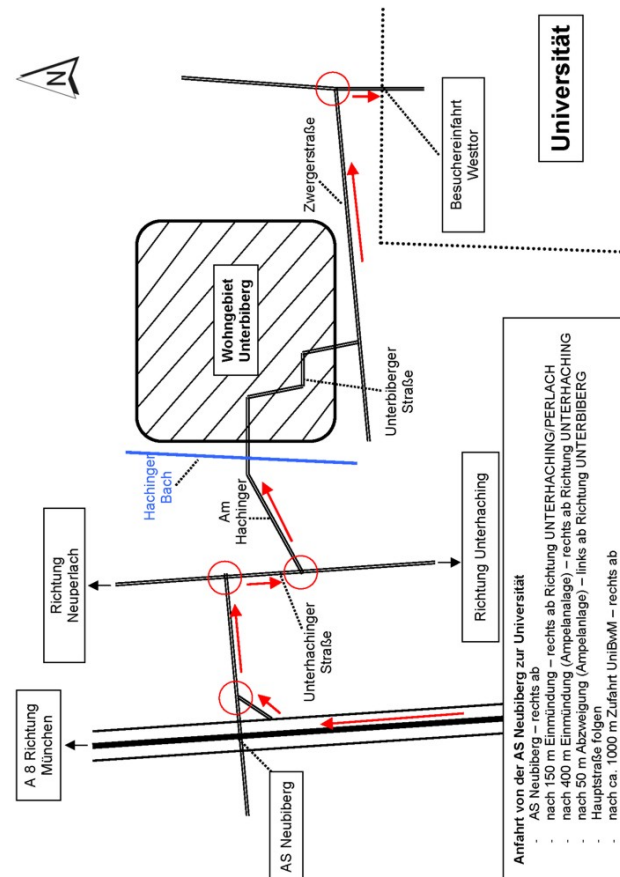 N
A 8 Richtung
München
AS Neubiberg
Richtung
Neuperlach
Unterhachinger
Straße
Richtung Unterhaching
Am
Hachinger
Hachinger
Bach
Wohngebiet
Unterbiberg
Unterbiberger
Straße
Zwergerstraße
Besuchereinfahrt
Westtor
Universität
Anfahrt von der AS Neubiberg zur Universität
- AS Neubiberg – rechts ab
- nach 150 m Einmündung – rechts ab Richtung UNTERHACHING/PERLACH
- nach 400 m Einmündung (Ampelanalage) – rechts ab Richtung UNTERHACHING
- nach 50 m Abzweigung (Ampelanlage) – links ab Richtung UNTERBIBERG
- Hauptstraße folgen
- nach ca. 1000 m Zufahrt UniBwM – rechts ab